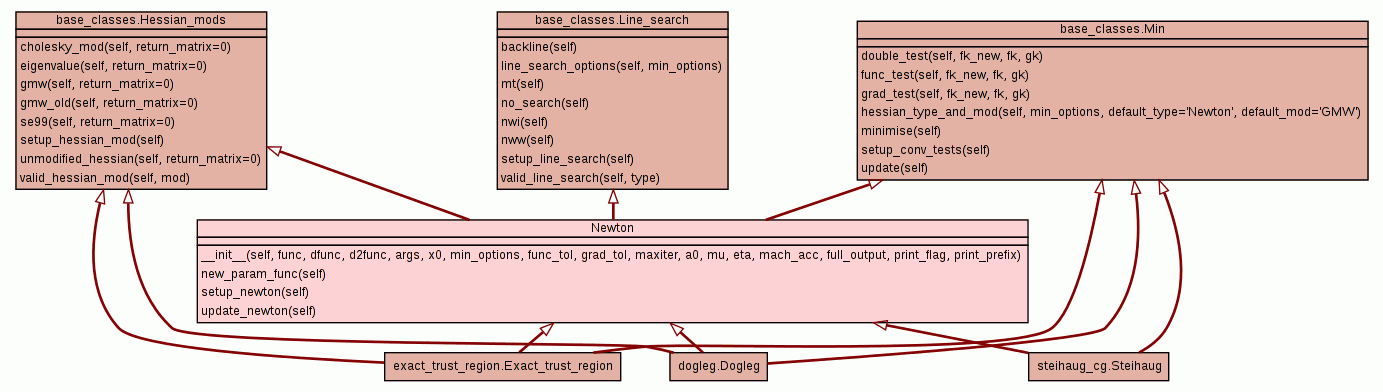 base_classes.Hessian_mods
cholesky_mod(self, return_matrix=0)
eigenvalue(self, return_matrix=0)
gmw(self, return_matrix=0)
gmw_old(self, return_matrix=0)
se99(self, return_matrix=0)
setup_hessian_mod(self)
unmodified_hessian(self, return_matrix=0)
valid_hessian_mod(self, mod)
base_classes.Line_search
backline(self)
line_search_options(self, min_options)
mt(self)
no_search(self)
nwi(self)
nww(self)
setup_line_search(self)
valid_line_search(self, type)
base_classes.Min
double_test(self, fk_new, fk, gk)
func_test(self, fk_new, fk, gk)
grad_test(self, fk_new, fk, gk)
hessian_type_and_mod(self, min_options, default_type='Newton', default_mod='GMW')
minimise(self)
setup_conv_tests(self)
update(self)
Newton
__init__(self, func, dfunc, d2func, args, x0, min_options, func_tol, grad_tol, maxiter, a0, mu, eta, mach_acc, full_output, print_flag, print_prefix)
new_param_func(self)
setup_newton(self)
update_newton(self)
exact_trust_region.Exact_trust_region
dogleg.Dogleg
steihaug_cg.Steihaug